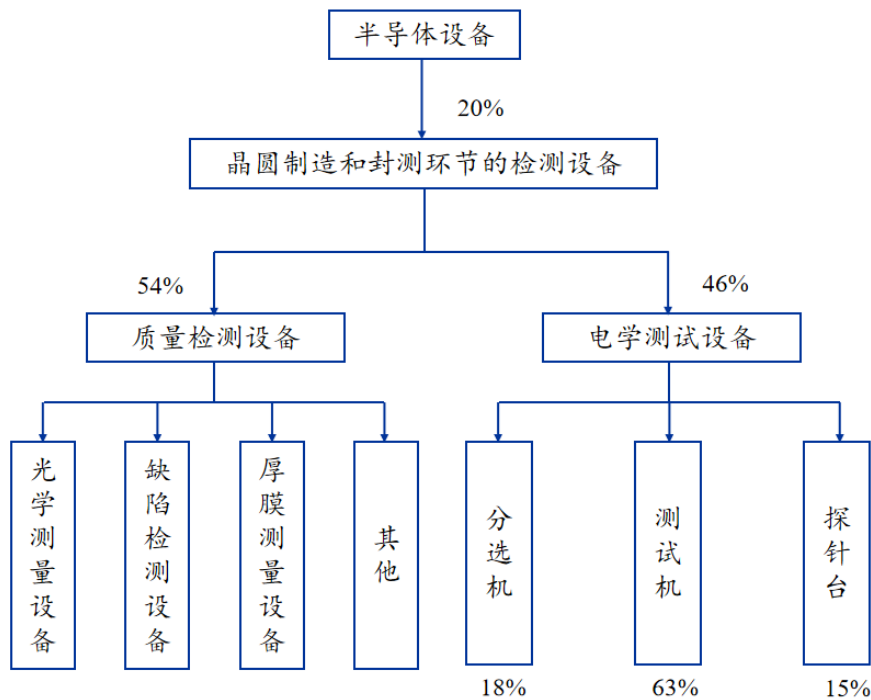 半导体设备
20%
晶圆制造和封测环节的检测设备
54%
46%
质量检测设备
电学测试设备
光学测量设备
缺陷检测设备
厚膜测量设备
其他
分选机
测试机
探针台
18%
63%
15%